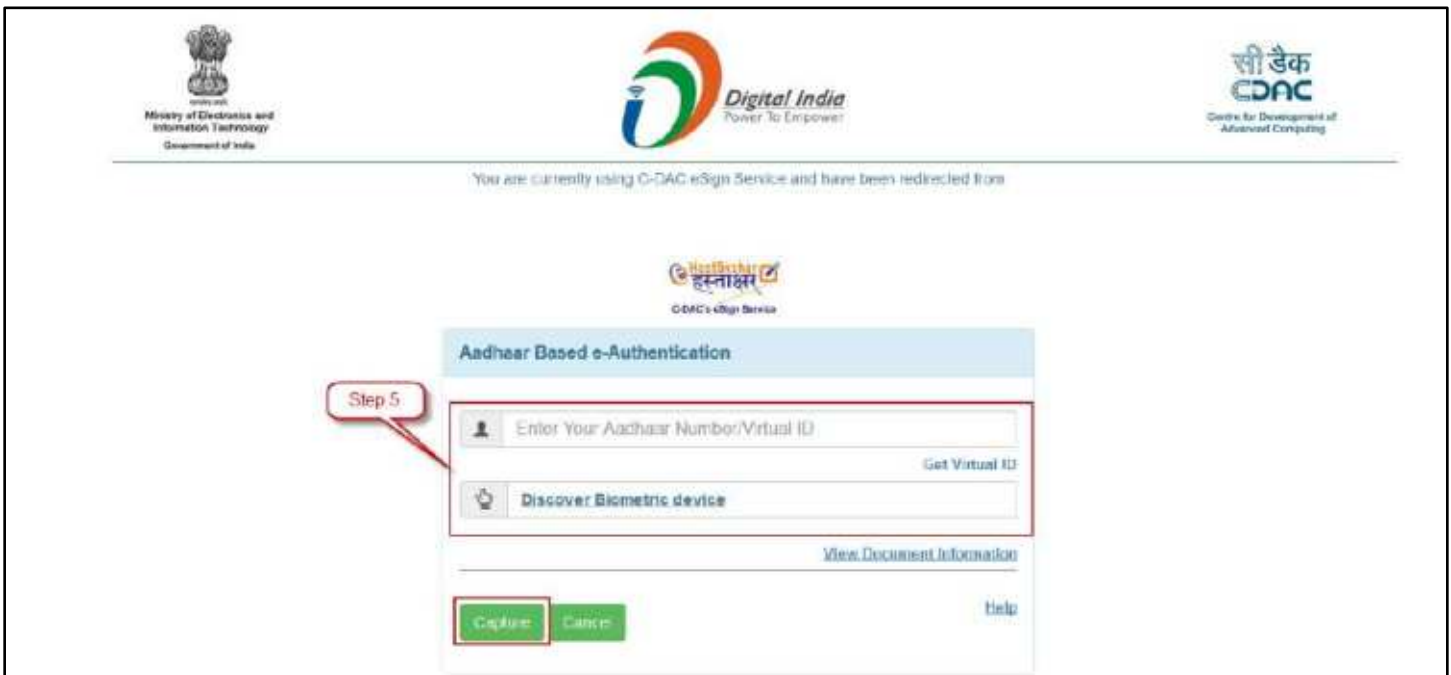 Ministry of Electronics and
Information Technology
Government of India
Digital India
Power To Empower
सी डैक
CDAC
Centre for Development of
Advanced Computing
You are currently using C-DAC eSign Service and have been redirected from
हस्ताक्षर
C-DAC's eSign Service
Aadhaar Based e-Authentication
Step 5
Enter Your Aadhaar Number/Virtual ID
Get Virtual ID
Discover Biometric device
View Document Information
Capture
Cancel
Help